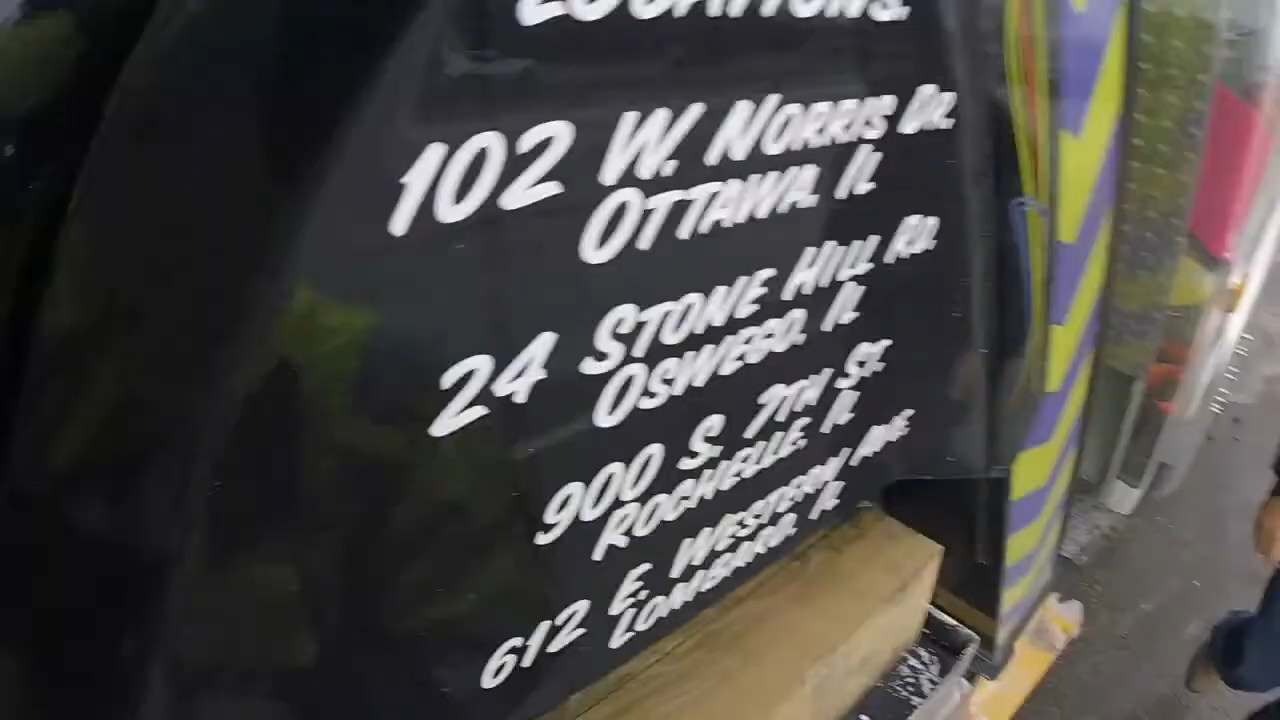 LOCATIONS:
102 W. NORRIS DR.
OTTAWA, IL
24 STONE HILL RD.
OSWEGO, IL
900 S. 7TH ST.
ROCHELLE, IL
612 E. WESTERN AVE.
LOMBARD, IL